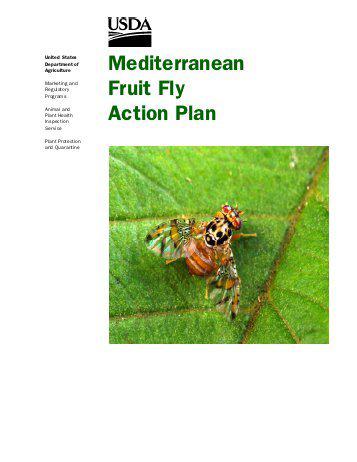 USDA
United States
Department of
Agriculture
Marketing and
Regulatory
Programs
Animal and
Plant Health
Inspection
Service
Plant Protection
and Quarantine
Mediterranean
Fruit Fly
Action Plan